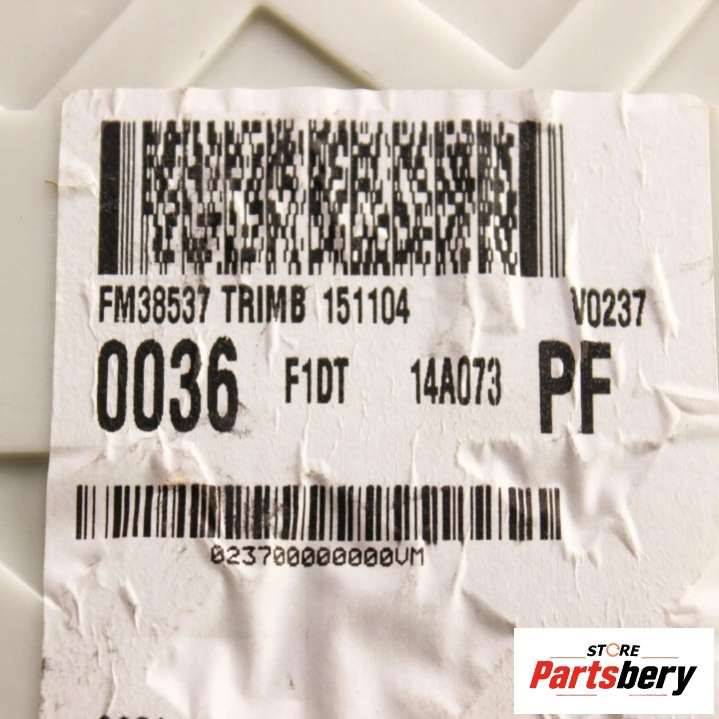 FM38537 TRIMB 151104 V0237
0036 F1DT 14A073 PF
023700000000VM
STORE
Partsbery